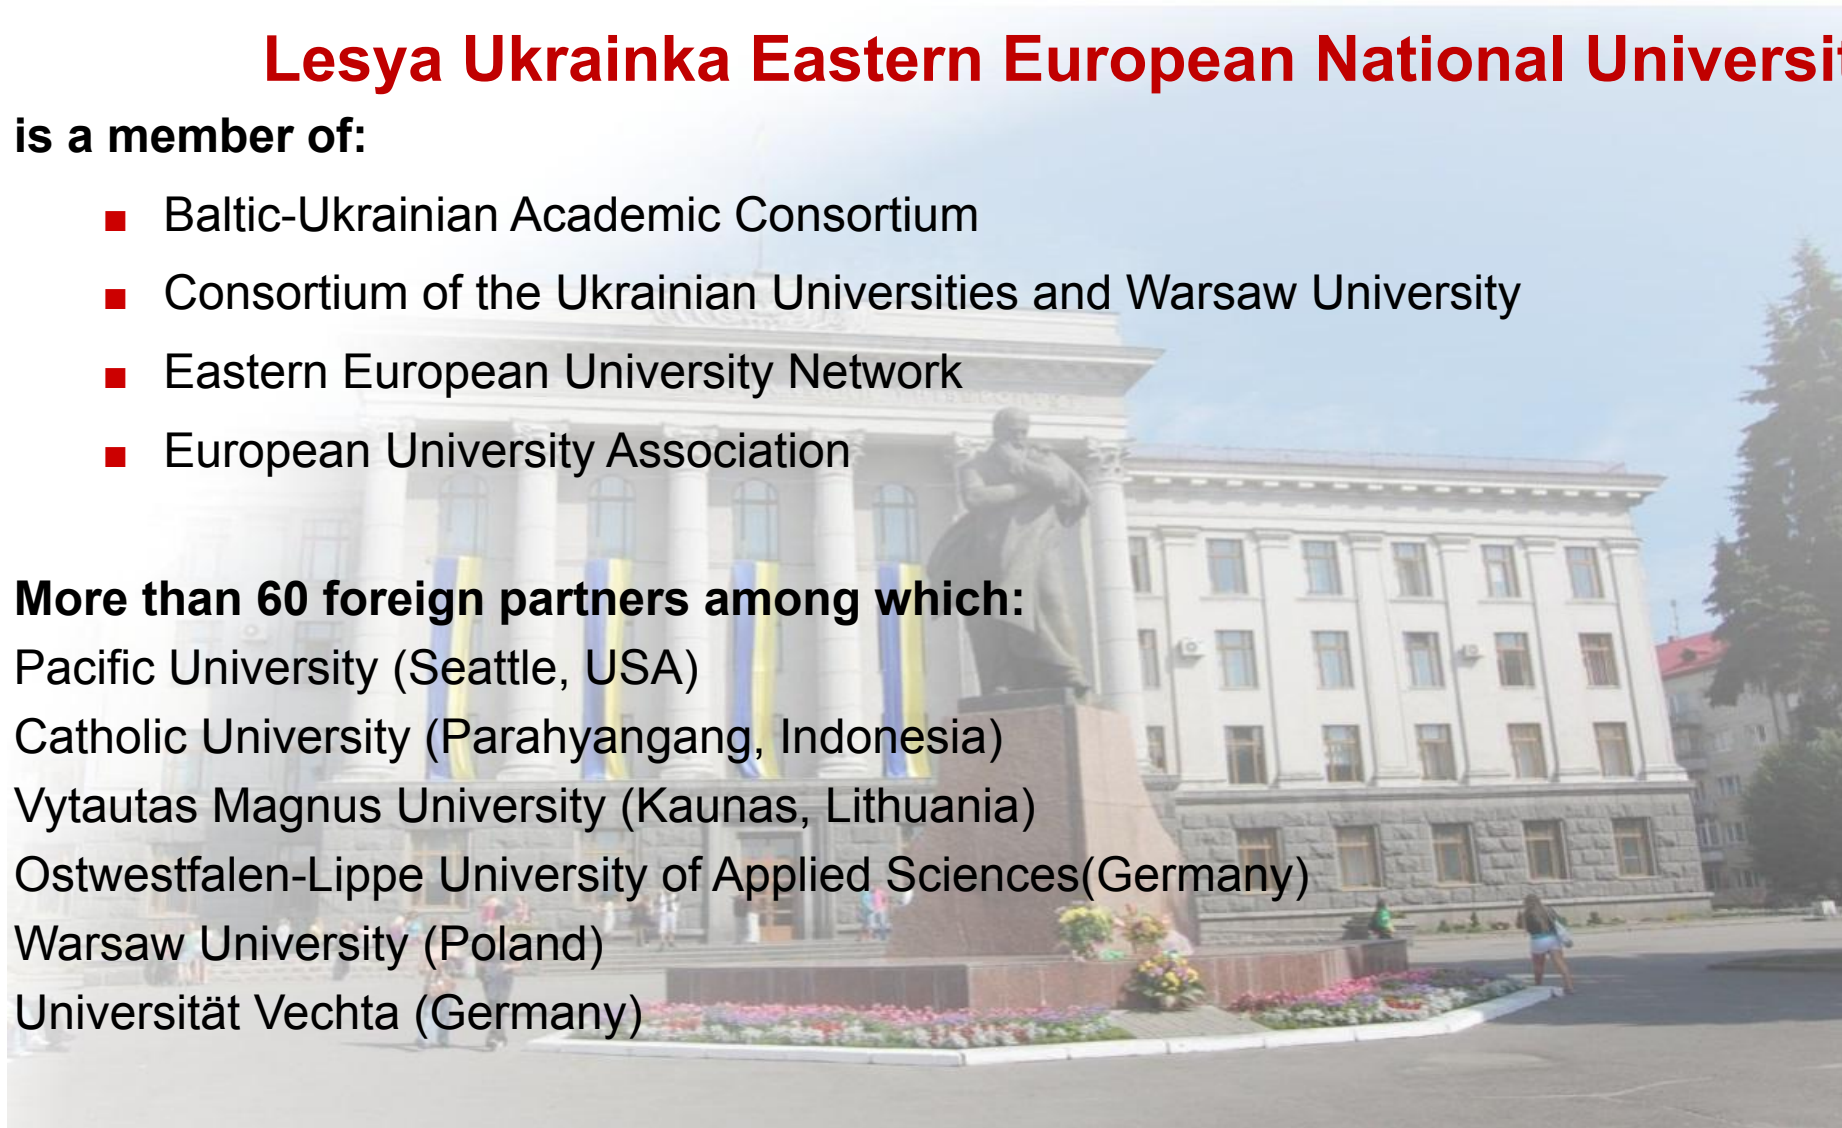 Lesya Ukrainka Eastern European National Universit
is a member of:
■ Baltic-Ukrainian Academic Consortium
■ Consortium of the Ukrainian Universities and Warsaw University
■ Eastern European University Network
■ European University Association
More than 60 foreign partners among which:
Pacific University (Seattle, USA)
Catholic University (Parahyangang, Indonesia)
Vytautas Magnus University (Kaunas, Lithuania)
Ostwestfalen-Lippe University of Applied Sciences(Germany)
Warsaw University (Poland)
Universität Vechta (Germany)